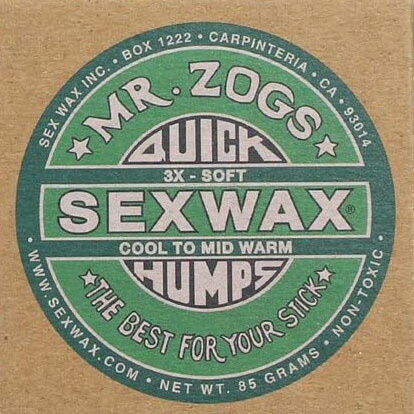 SEX WAX INC. • BOX 1222 • CARPINTERIA • CA • 93014
MR. ZOGS
QUICK
3X - SOFT
SEXWAX®
COOL TO MID WARM
HUMPS
THE BEST FOR YOUR STICK
• WWW.SEXWAX.COM • NET WT. 85 GRAMS • NON-TOXIC •